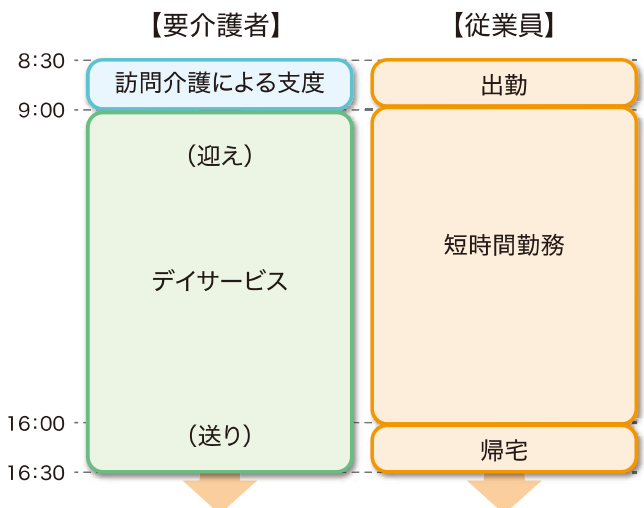 【要介護者】 【従業員】
8:30 訪問介護による支度 出勤
9:00
（迎え）
短時間勤務
デイサービス
16:00 （送り）
帰宅
16:30